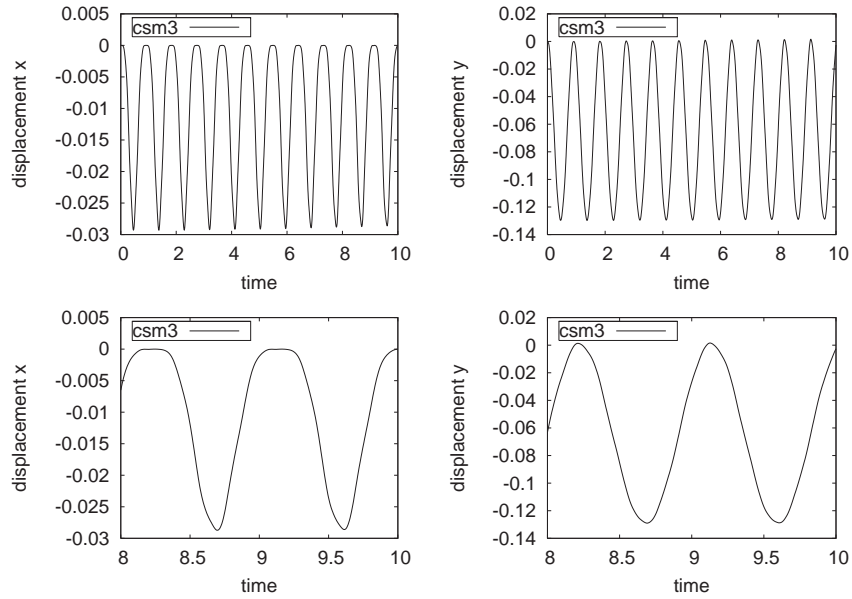 0.005
0
-0.005
-0.01
-0.015
-0.02
-0.025
-0.03
displacement x
csm3
0 2 4 6 8 10
time
0.02
0
-0.02
-0.04
-0.06
-0.08
-0.1
-0.12
-0.14
displacement y
csm3
0 2 4 6 8 10
time
0.005
0
-0.005
-0.01
-0.015
-0.02
-0.025
-0.03
displacement x
csm3
8 8.5 9 9.5 10
time
0.02
0
-0.02
-0.04
-0.06
-0.08
-0.1
-0.12
-0.14
displacement y
csm3
8 8.5 9 9.5 10
time